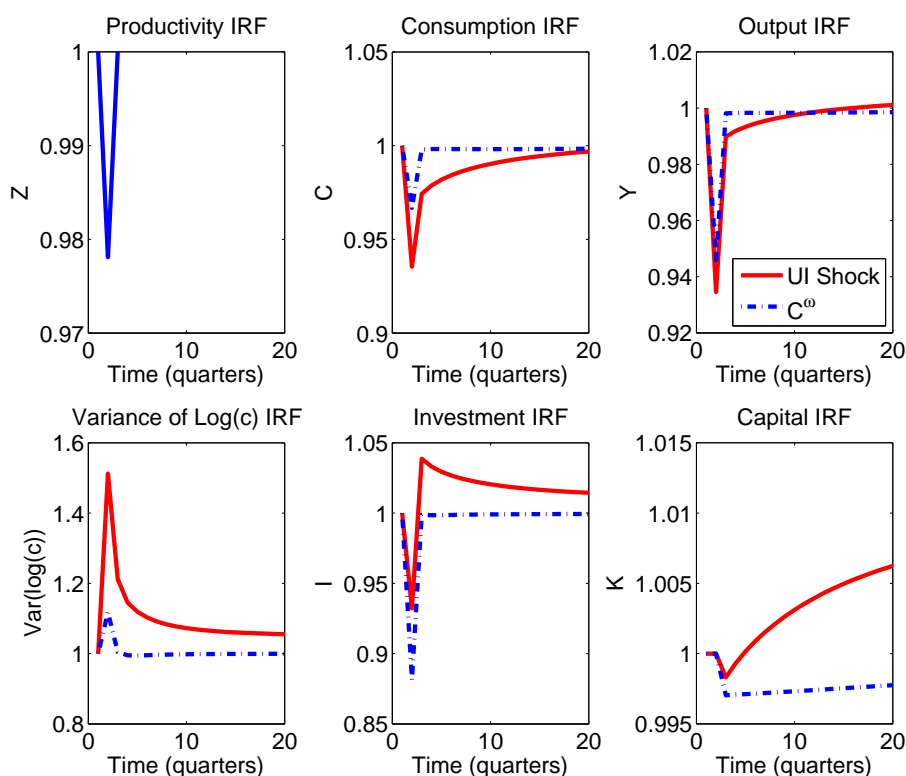 Productivity IRF
1
0.99
0.98
0.97
Z
0 10 20
Time (quarters)
Consumption IRF
1.05
1
0.95
0.9
C
0 10 20
Time (quarters)
Output IRF
1.02
1
0.98
0.96
0.94
0.92
Y
UI Shock
C^ω
0 10 20
Time (quarters)
Variance of Log(c) IRF
1.6
1.4
1.2
1
0.8
Var(log(c))
0 10 20
Time (quarters)
Investment IRF
1.05
1
0.95
0.9
0.85
I
0 10 20
Time (quarters)
Capital IRF
1.015
1.01
1.005
1
0.995
K
0 10 20
Time (quarters)